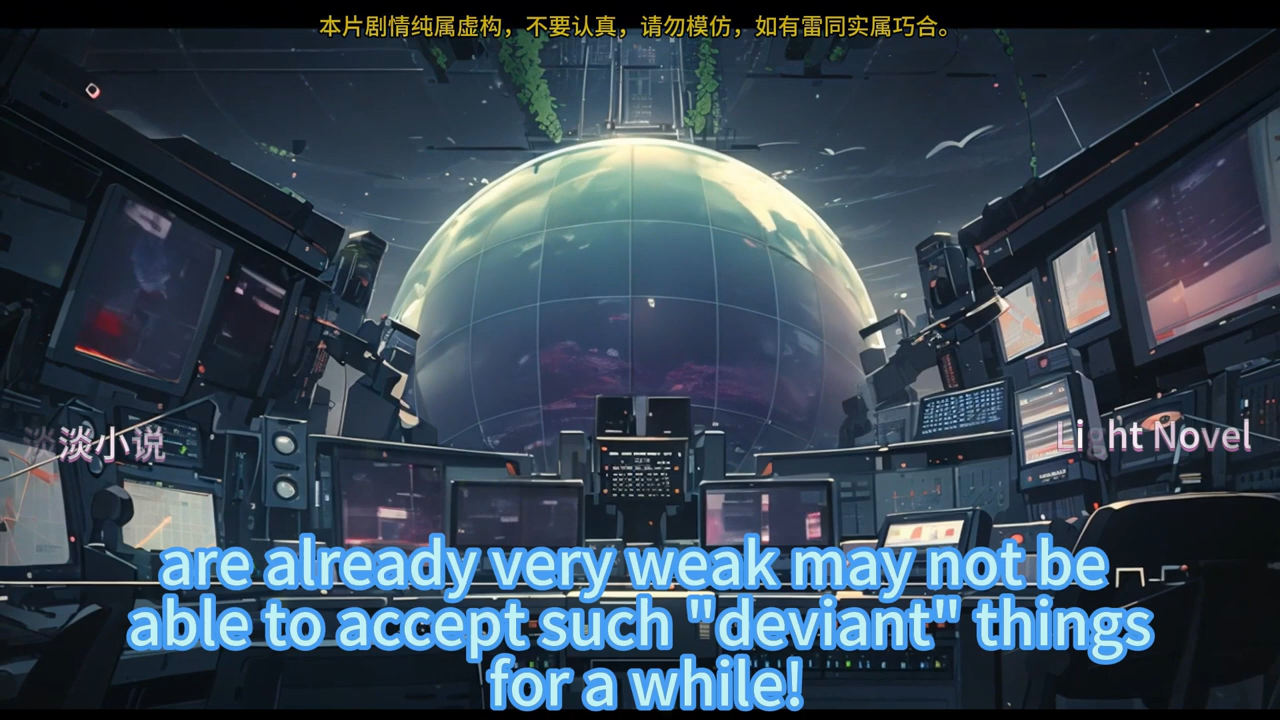 本片剧情纯属虚构，不要认真，请勿模仿，如有雷同实属巧合。
淡淡小说
Light Novel
are already very weak may not be
able to accept such "deviant" things
for a while!